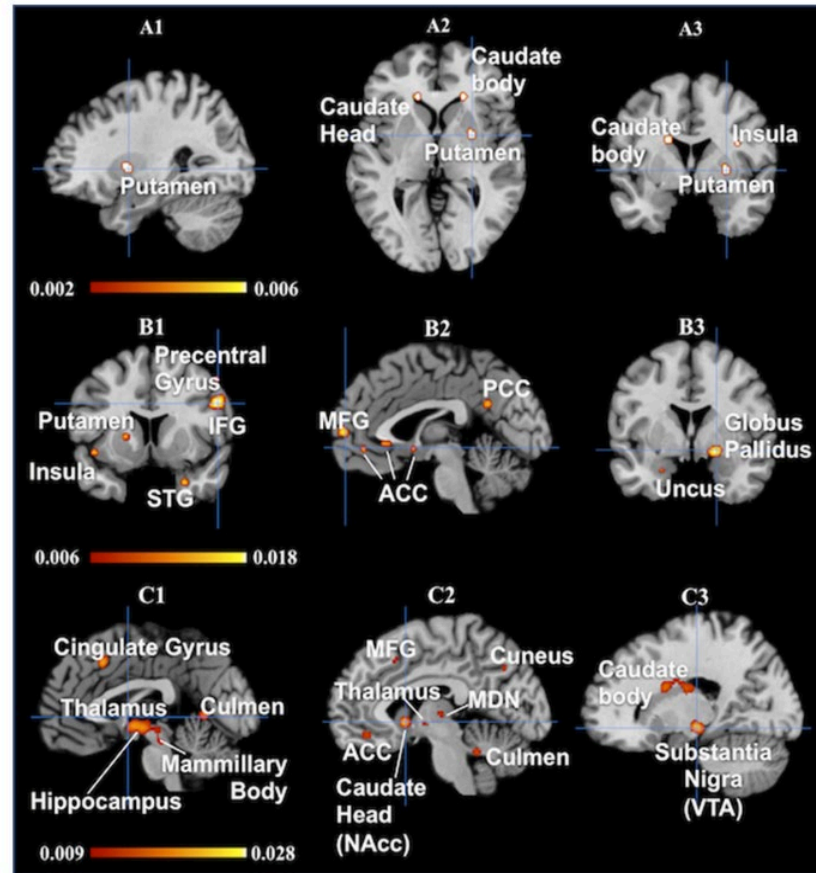 A1
A2
A3
Caudate
body
Caudate
Head
Putamen
Putamen
Caudate
body
Insula
Putamen
0.002
0.006
B1
B2
B3
Precentral
Gyrus
Putamen
IFG
Insula
STG
MFG
PCC
ACC
Globus
Pallidus
Uncus
0.006
0.018
C1
C2
C3
Cingulate Gyrus
Thalamus
Culmen
Mammillary
Body
Hippocampus
MFG
Cuneus
Thalamus
MDN
ACC
Culmen
Caudate
Head
(NAcc)
Caudate
body
Substantia
Nigra
(VTA)
0.009
0.028